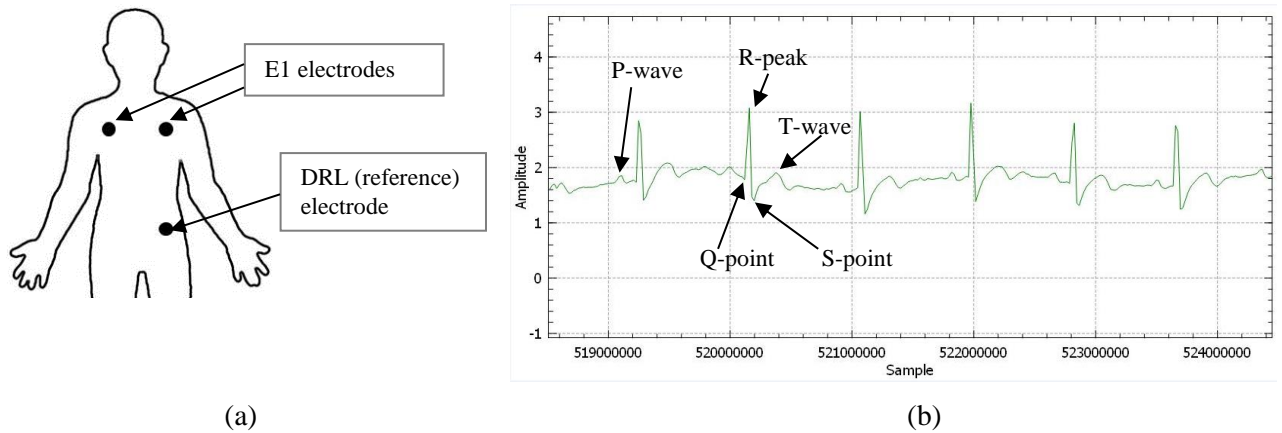 E1 electrodes
DRL (reference)
electrode
(a)
P-wave
R-peak
T-wave
Q-point
S-point
Amplitude
4
3
2
1
0
-1
519000000 520000000 521000000 522000000 523000000 524000000
Sample
(b)